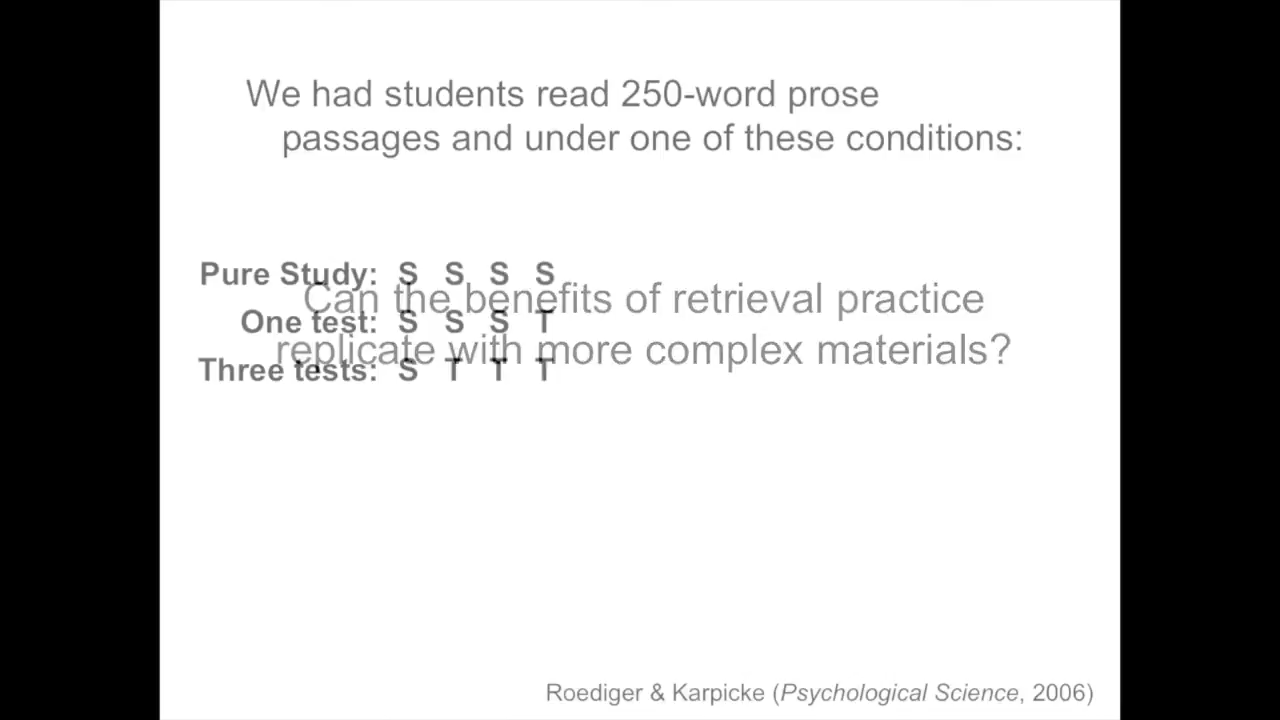 We had students read 250-word prose
passages and under one of these conditions:
Pure Study: S S S S
One test: S S S T
Three tests: S T T T
Can the benefits of retrieval practice
replicate with more complex materials?
Roediger & Karpicke (Psychological Science, 2006)